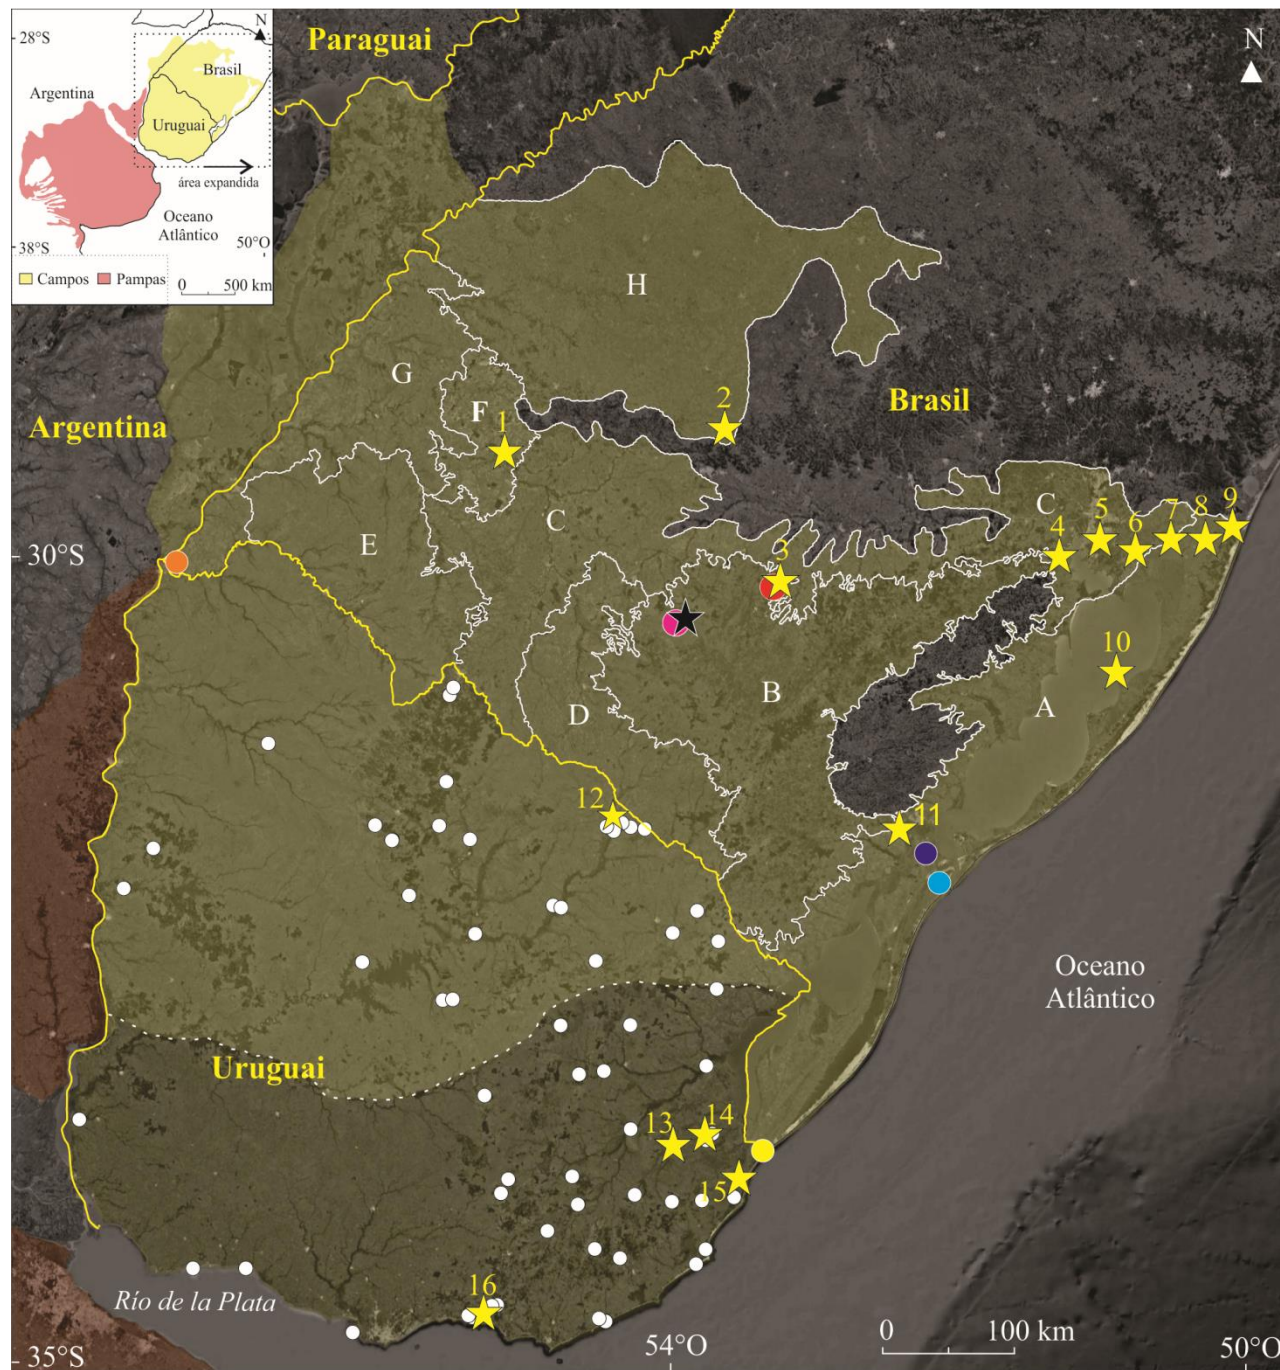 28°S
N
Brasil
Argentina
Uruguai
área expandida
Oceano
Atlântico
38°S
50°O
Campos
Pampas
0
500 km
Paraguai
N
H
G
F
2
Brasil
Argentina
1
C
C
5
6
7
8
9
4
30°S
E
3
10
A
B
D
12
11
Oceano
Atlântico
Uruguai
13
14
15
16
Río de la Plata
0
100 km
35°S
54°O
50°O